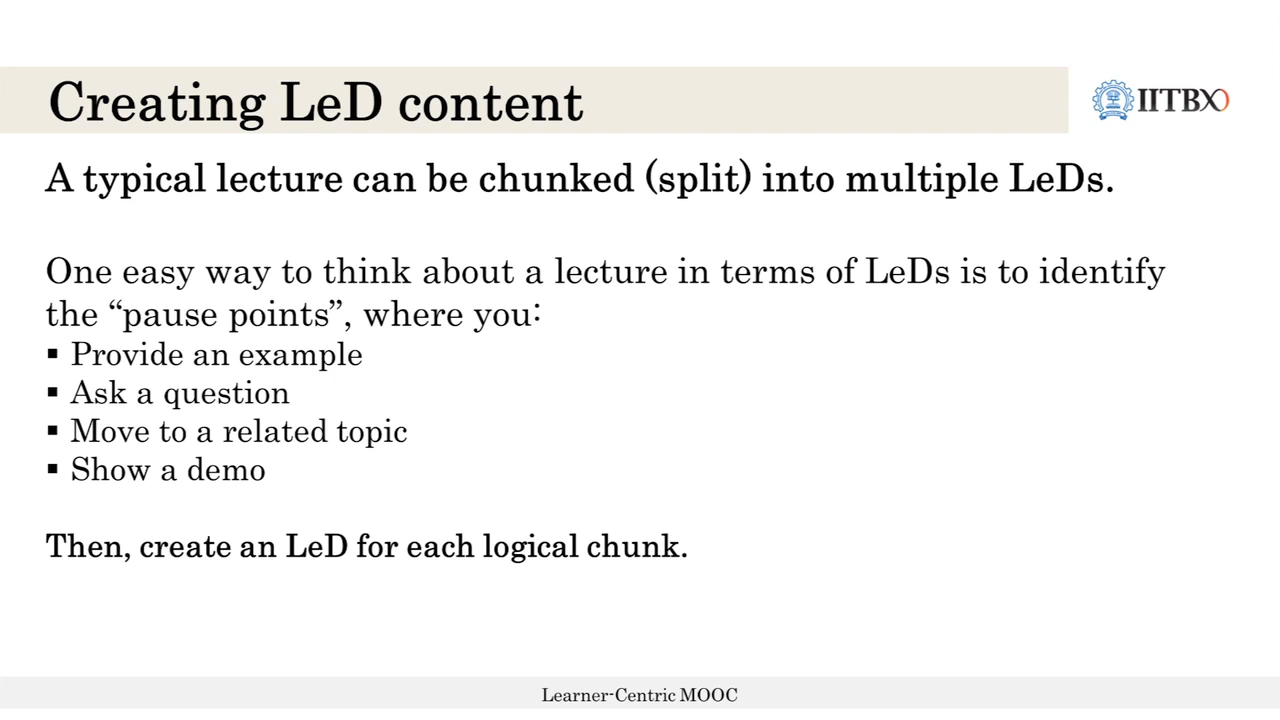 Creating LeD content
IITBX
A typical lecture can be chunked (split) into multiple LeDs.
One easy way to think about a lecture in terms of LeDs is to identify
the “pause points”, where you:
▪ Provide an example
▪ Ask a question
▪ Move to a related topic
▪ Show a demo
Then, create an LeD for each logical chunk.
Learner-Centric MOOC